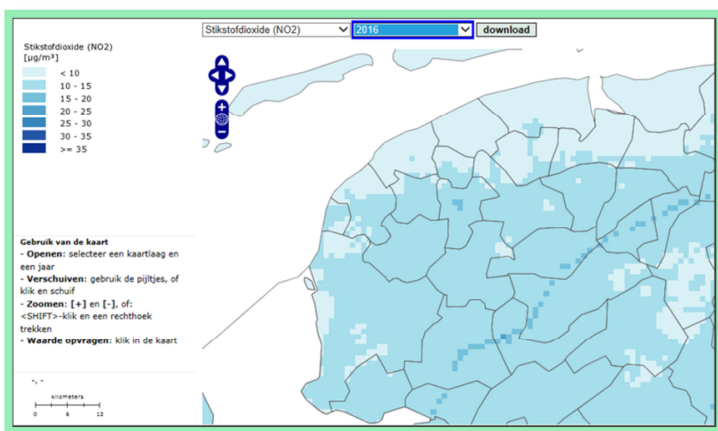 Stikstofdioxide (NO2) 2016 download
Stikstofdioxide (NO2)
[µg/m³]
< 10
10 - 15
15 - 20
20 - 25
25 - 30
30 - 35
>= 35
Gebruik van de kaart
- Openen: selecteer een kaartlaag en
een jaar
- Verschuiven: gebruik de pijltjes, of
klik en schuif
- Zoomen: [+] en [-], of:
<SHIFT>-klik en een rechthoek
trekken
- Waarde opvragen: klik in de kaart
-, -
kilometers
0 6 12